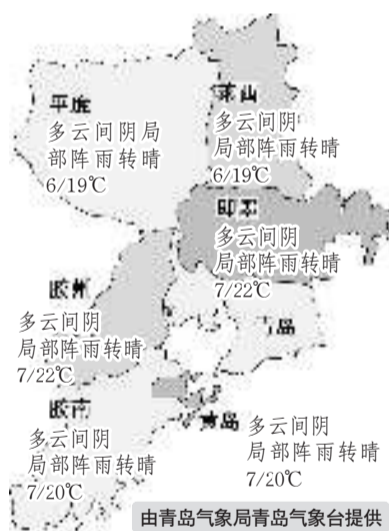 平度
多云间阴局
部阵雨转晴
6/19℃
莱西
多云间阴
局部阵雨转晴
6/19℃
即墨
多云间阴
局部阵雨转晴
7/22℃
胶州
多云间阴
局部阵雨转晴
7/22℃
青岛
胶南
多云间阴
局部阵雨转晴
7/20℃
青岛
多云间阴
局部阵雨转晴
7/20℃
由青岛气象局青岛气象台提供